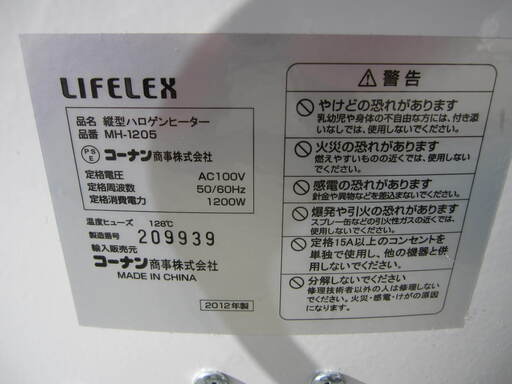 LIFELEX
品名 縦型ハロゲンヒーター
品番 MH-1205
PSE コーナン商事株式会社
定格電圧 AC100V
定格周波数 50/60Hz
定格消費電力 1200W
温度ヒューズ 128℃
製造番号 209939
輸入販売元
コーナン商事株式会社
MADE IN CHINA
2012年製
警告
やけどの恐れがあります
乳幼児や身体の不自由な方には、付き添
いなしでは、使用しないでください。
火災の恐れがあります
燃えやすいものの近くでは、使用しない
でください。
感電の恐れがあります
針金や異物などを差込まないでください。
爆発や引火の恐れがあります
スプレー缶などの引火性ガスの近くでは、
使用しないでください。
定格15A以上のコンセントを
単独で使用し、他の機器と併
用しないでください。
分解しないでください
修理技術者以外の人は修理しない
でください。火災・感電・けがの原因
になります。